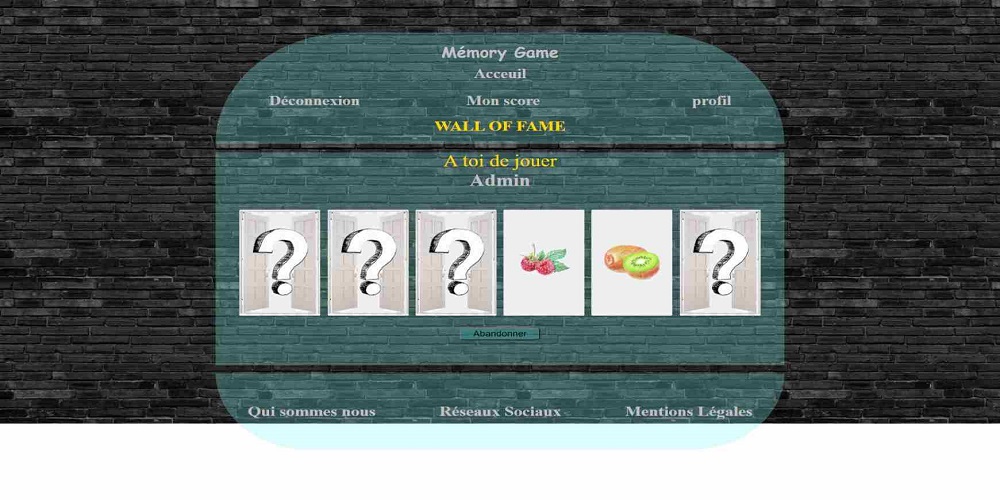 Mémory Game
Acceuil
Déconnexion Mon score profil
WALL OF FAME
A toi de jouer
Admin
? ? ? ?
Abandonner
Qui sommes nous Réseaux Sociaux Mentions Légales